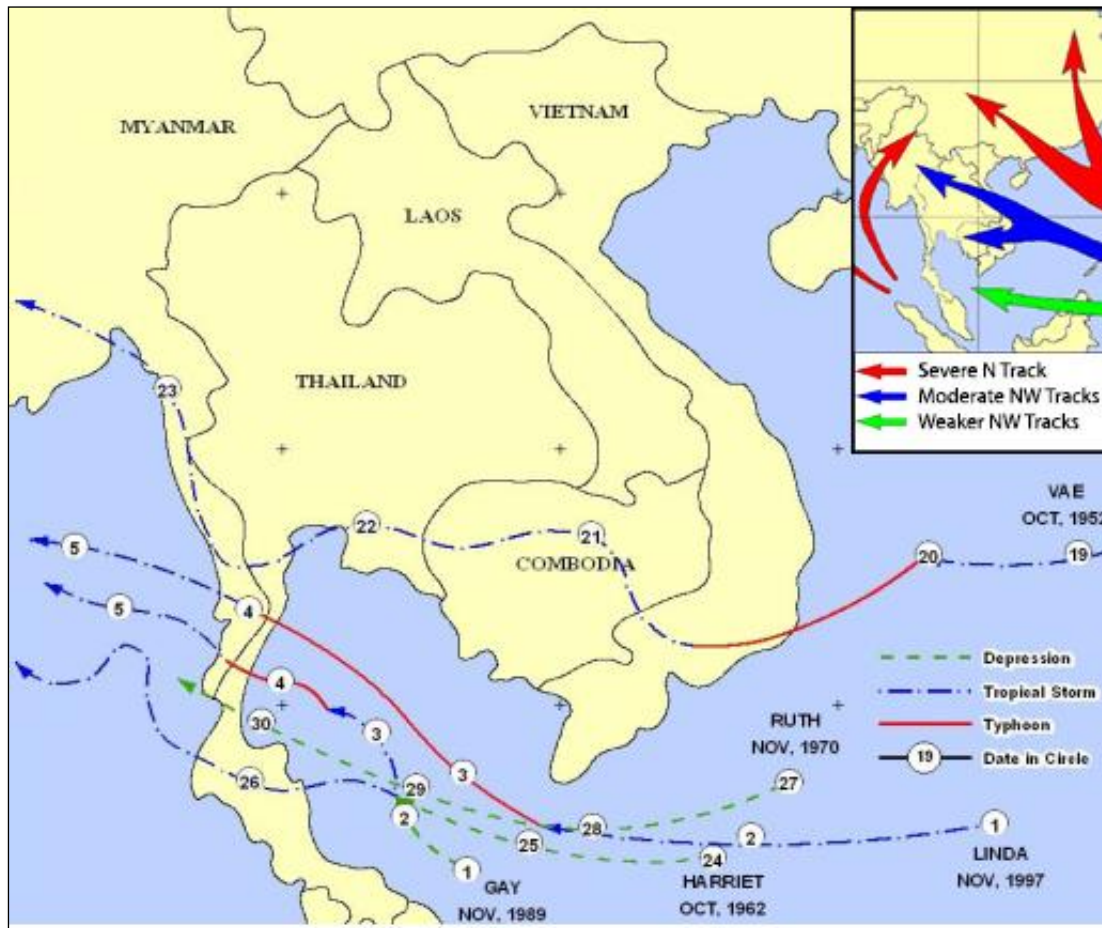 MYANMAR
VIETNAM
LAOS
THAILAND
COMBODIA
Severe N Track
Moderate NW Tracks
Weaker NW Tracks
VAE
OCT, 1952
19
20
21
22
23
Depression
Tropical Storm
Typhoon
19
Date in Circle
RUTH
NOV, 1970
27
28
29
30
LINDA
NOV, 1997
1
2
3
4
5
HARRIET
OCT, 1962
24
25
26
GAY
NOV, 1989
1
2
3
4
5